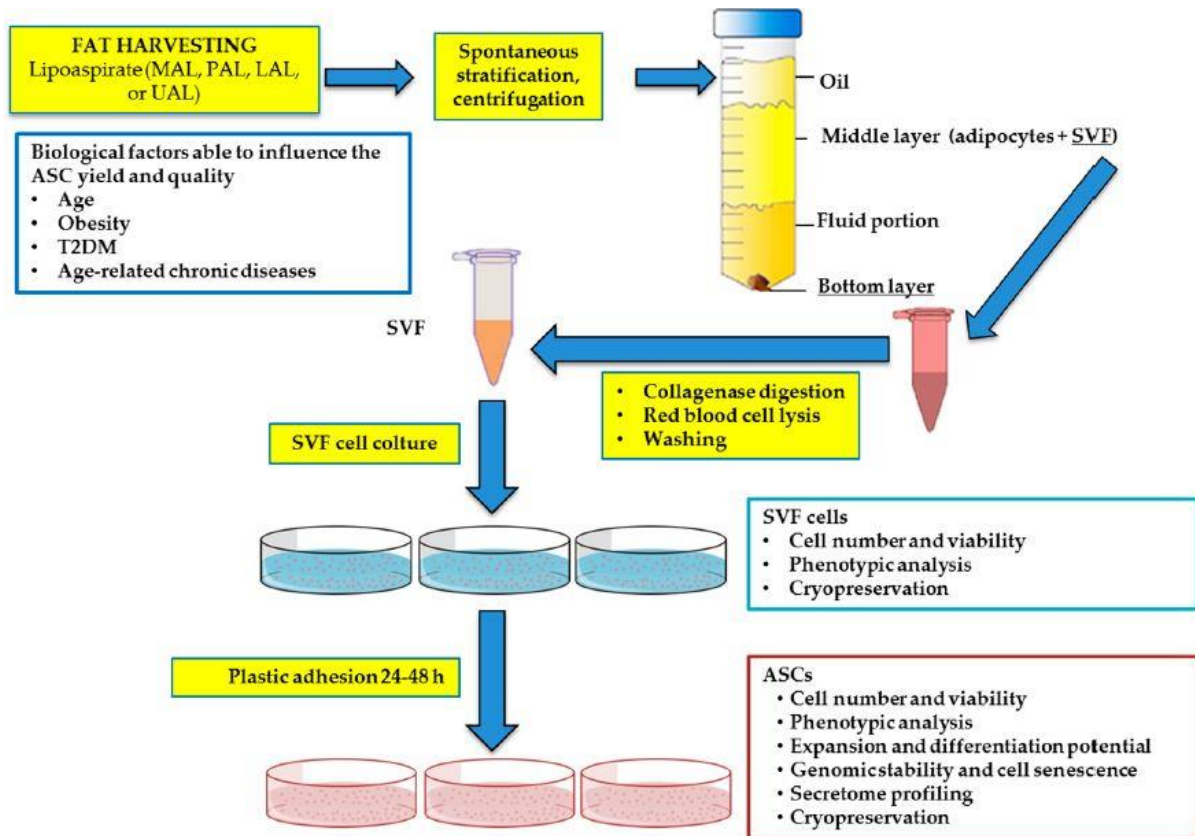 FAT HARVESTING
Lipoaspirate (MAL, PAL, LAL,
or UAL)
Spontaneous
stratification,
centrifugation
Oil
Middle layer (adipocytes + SVF)
Fluid portion
Bottom layer
Biological factors able to influence the
ASC yield and quality
• Age
• Obesity
• T2DM
• Age-related chronic diseases
SVF
• Collagenase digestion
• Red blood cell lysis
• Washing
SVF cell colture
SVF cells
• Cell number and viability
• Phenotypic analysis
• Cryopreservation
Plastic adhesion 24-48 h
ASCs
• Cell number and viability
• Phenotypic analysis
• Expansion and differentiation potential
• Genomic stability and cell senescence
• Secretome profiling
• Cryopreservation